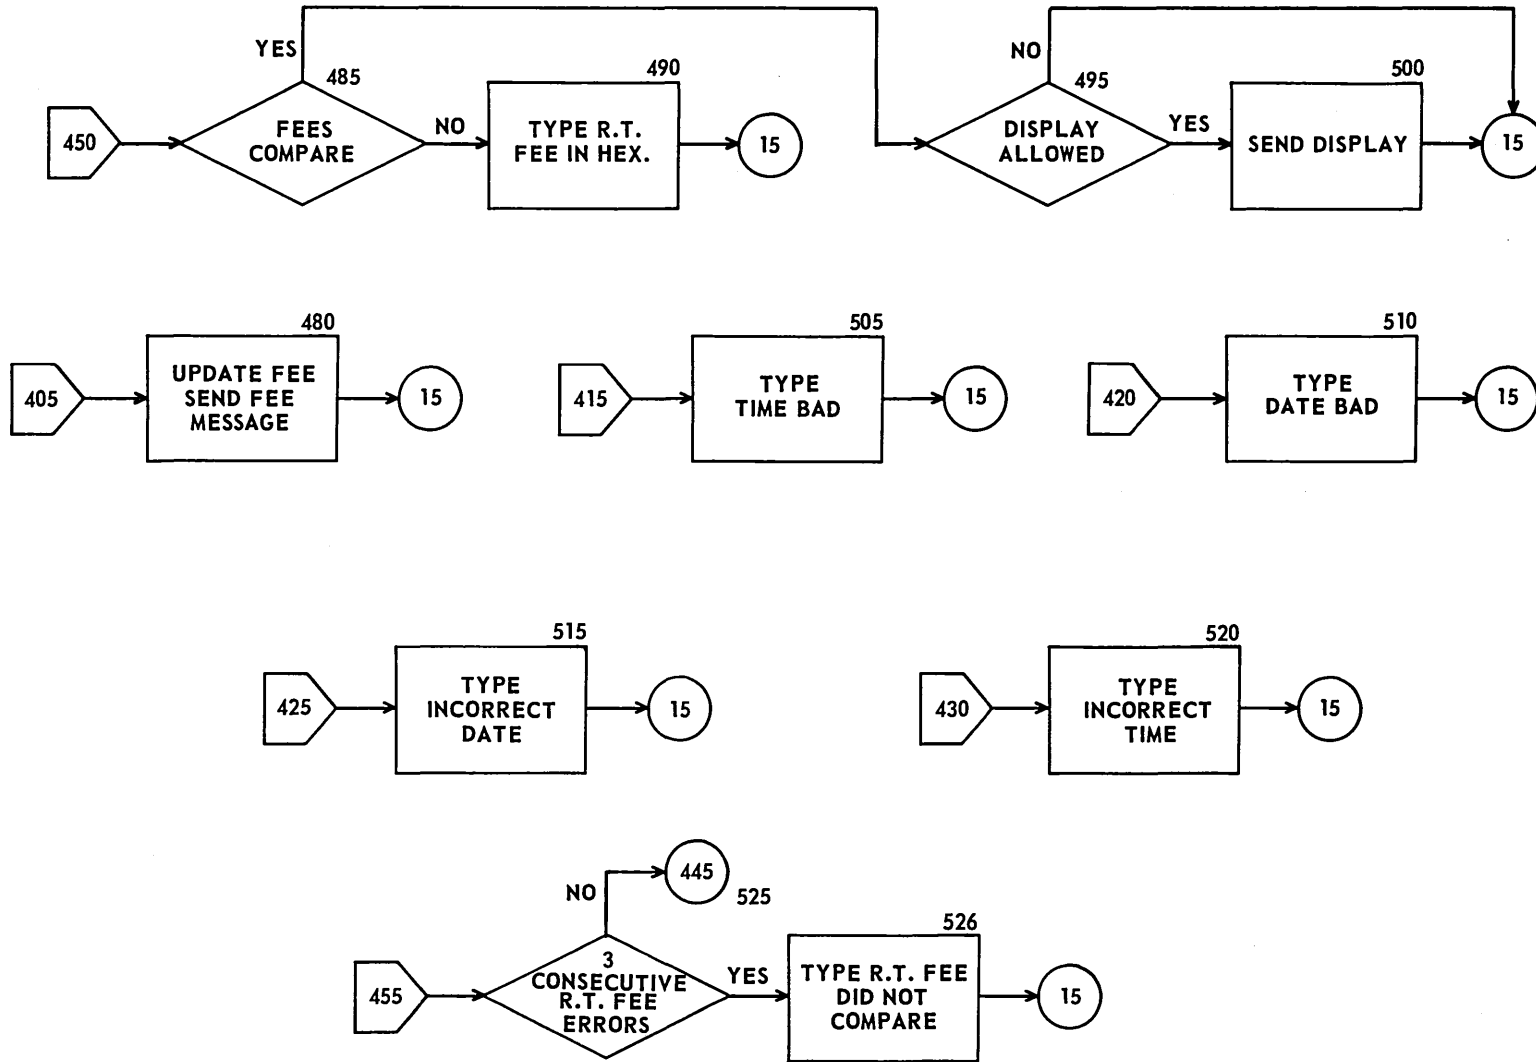 YES
485
450
FEES
COMPARE
NO
490
TYPE R.T.
FEE IN HEX.
15
NO
495
DISPLAY
ALLOWED
YES
500
SEND DISPLAY
15
405
480
UPDATE FEE
SEND FEE
MESSAGE
15
415
505
TYPE
TIME BAD
15
420
510
TYPE
DATE BAD
15
425
515
TYPE
INCORRECT
DATE
15
430
520
TYPE
INCORRECT
TIME
15
455
3
CONSECUTIVE
R.T. FEE
ERRORS
NO
445
525
YES
526
TYPE R.T. FEE
DID NOT
COMPARE
15